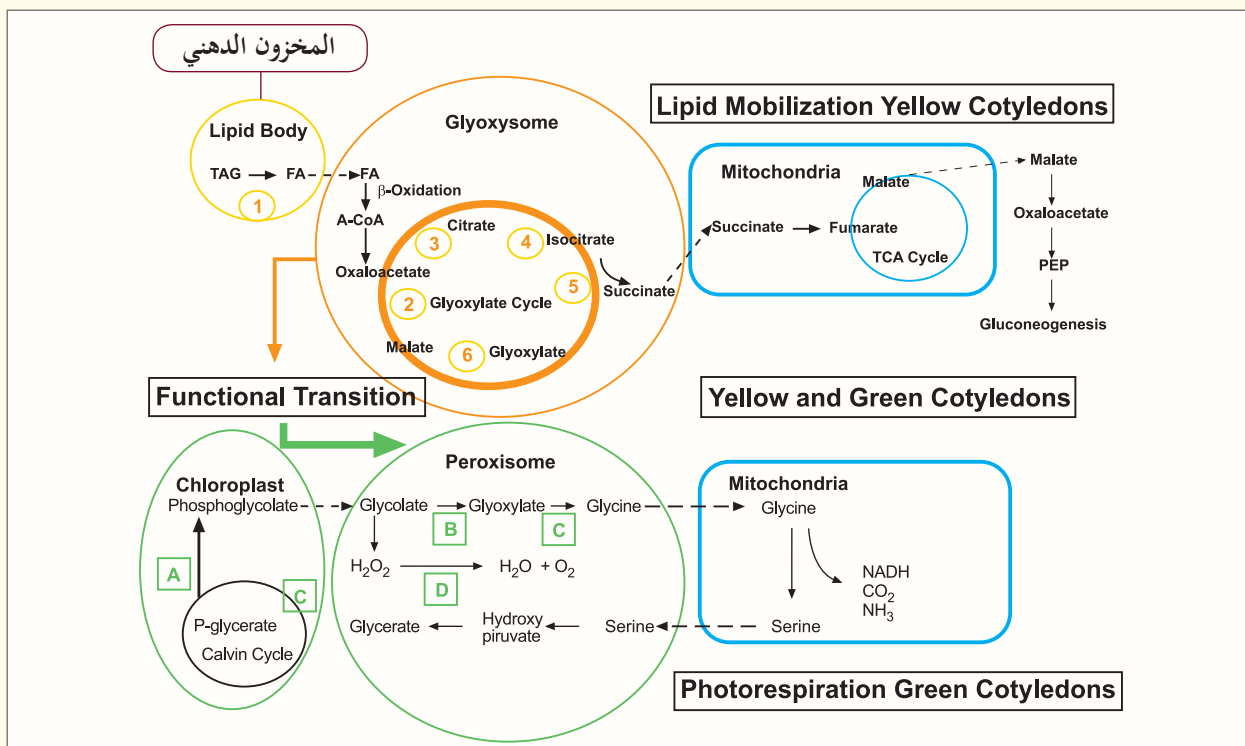 المخزون الدهني
Lipid Body
TAG
FA
1
Glyoxysome
FA
β-Oxidation
A-CoA
Oxaloacetate
Citrate
3
4
Isocitrate
5
Succinate
2
Glyoxylate Cycle
Malate
6
Glyoxylate
Lipid Mobilization Yellow Cotyledons
Mitochondria
Succinate
Fumarate
Malate
TCA Cycle
Malate
Oxaloacetate
PEP
Gluconeogenesis
Functional Transition
Yellow and Green Cotyledons
Chloroplast
Phosphoglycolate
A
C
P-glycerate
Calvin Cycle
Peroxisome
Glycolate
Glyoxylate
Glycine
B
C
H2O2
H2O + O2
D
Glycerate
Hydroxy
piruvate
Serine
Mitochondria
Glycine
NADH
CO2
NH3
Serine
Photorespiration Green Cotyledons